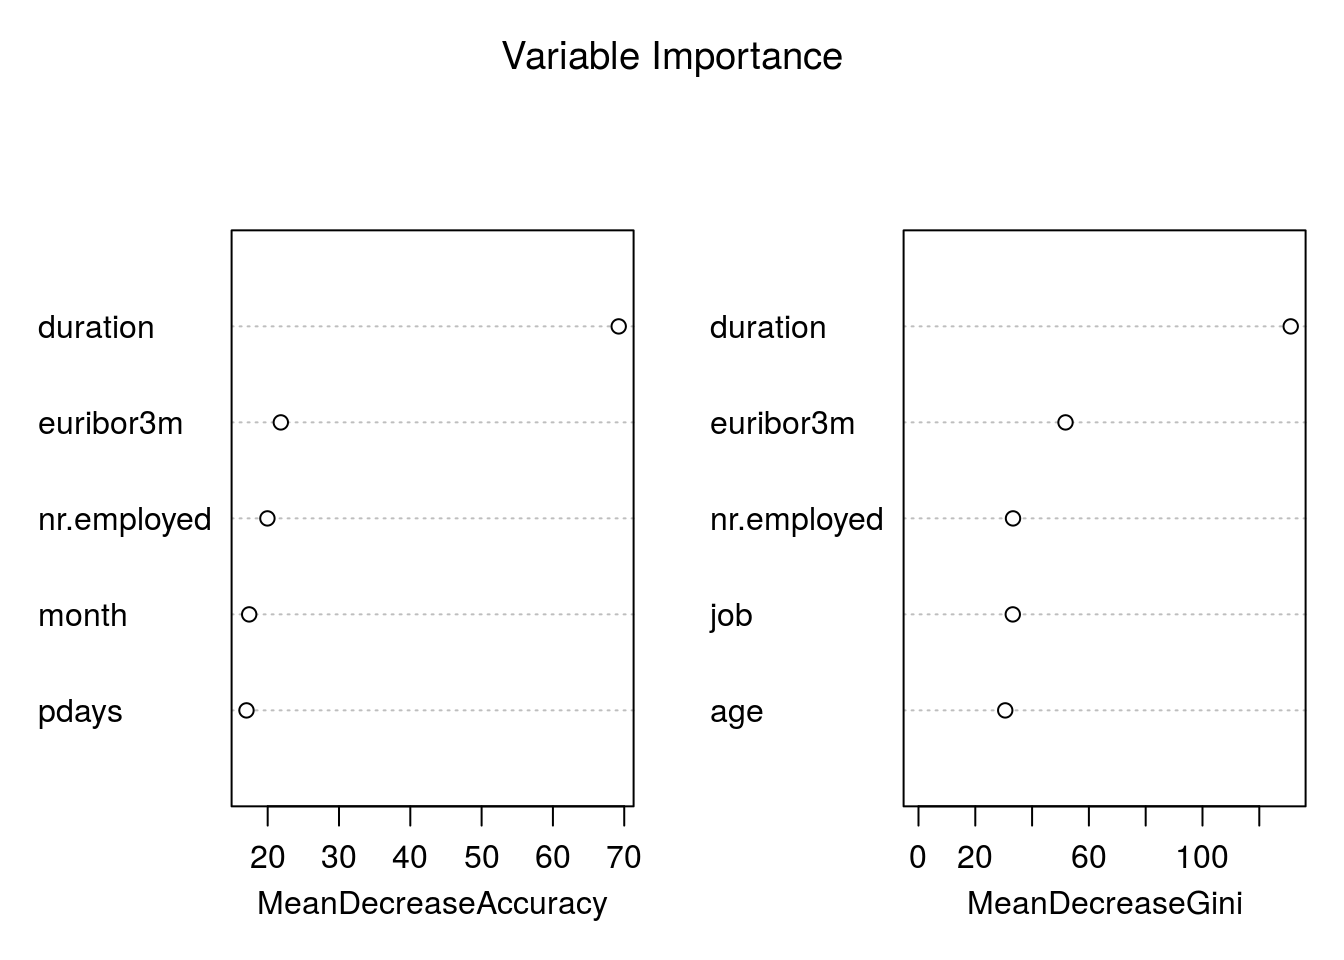 Variable Importance
duration
euribor3m
nr.employed
month
pdays
20 30 40 50 60 70
MeanDecreaseAccuracy
duration
euribor3m
nr.employed
job
age
0 20 60 100
MeanDecreaseGini